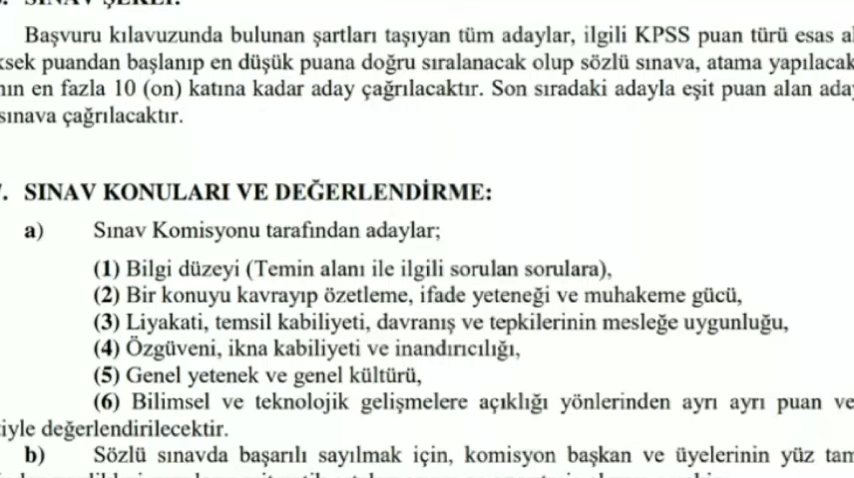 SINAV ŞEKLİ:
Başvuru kılavuzunda bulunan şartları taşıyan tüm adaylar, ilgili KPSS puan türü esas
puandan başlanıp en düşük puana doğru sıralanacak olup sözlü sınava, atama yapılacak
en fazla 10 (on) katına kadar aday çağrılacaktır. Son sıradaki adayla eşit puan alan
sınava çağrılacaktır.
. SINAV KONULARI VE DEĞERLENDİRME:
a) Sınav Komisyonu tarafından adaylar;
(1) Bilgi düzeyi (Temin alanı ile ilgili sorulan sorulara),
(2) Bir konuyu kavrayıp özetleme, ifade yeteneği ve muhakeme gücü,
(3) Liyakati, temsil kabiliyeti, davranış ve tepkilerinin mesleğe uygunluğu,
(4) Özgüveni, ikna kabiliyeti ve inandırıcılığı,
(5) Genel yetenek ve genel kültürü,
(6) Bilimsel ve teknolojik gelişmelere açıklığı yönlerinden ayrı ayrı puan ve
değerlendirilecektir.
b) Sözlü sınavda başarılı sayılmak için, komisyon başkan ve üyelerinin yüz tam